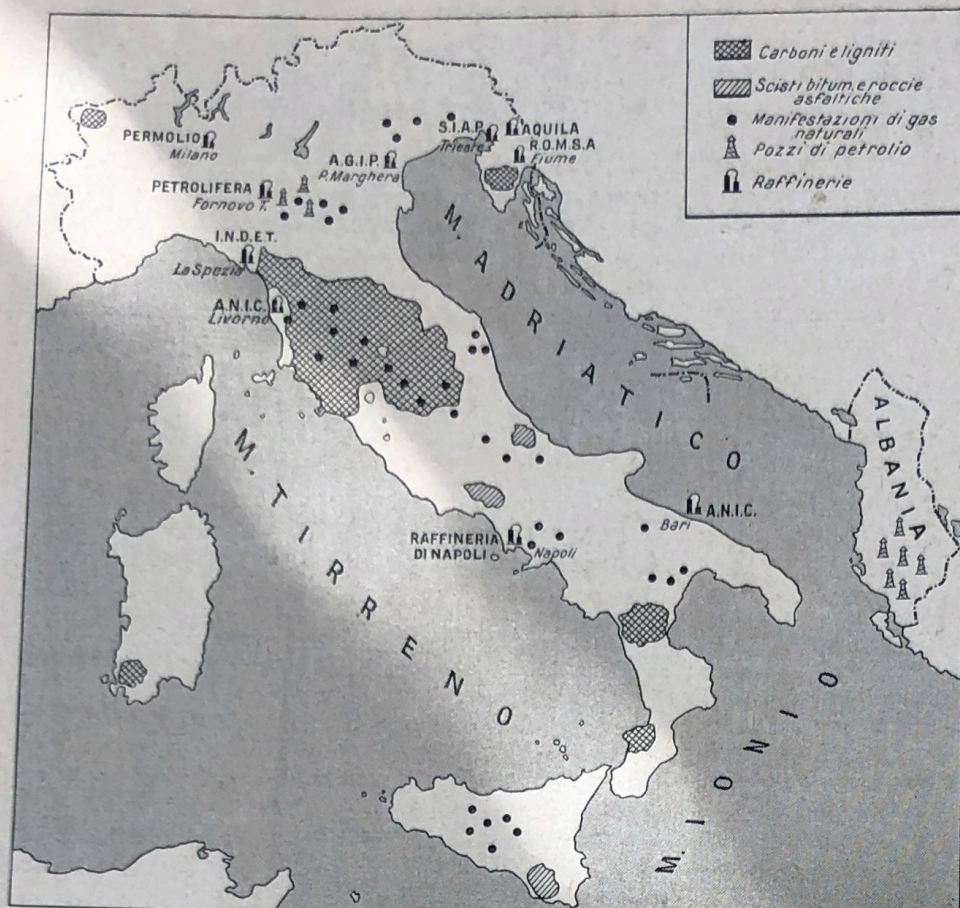 Carboni e ligniti
Scisti bitum. e roccie
asfaltiche
Manifestazioni di gas
naturali
Pozzi di petrolio
Raffinerie
PERMOLIO
Milano
S.I.A.P.
Trieste
AQUILA
R.O.M.S.A
Fiume
A.G.I.P.
P. Marghera
PETROLIFERA
Fornovo T.
I.N.D.E.T.
La Spezia
A.N.I.C.
Livorno
M. ADRIATICO
ALBANIA
M. TIRRENO
A.N.I.C.
Bari
RAFFINERIA
DI NAPOLI
Napoli
M. IONIO